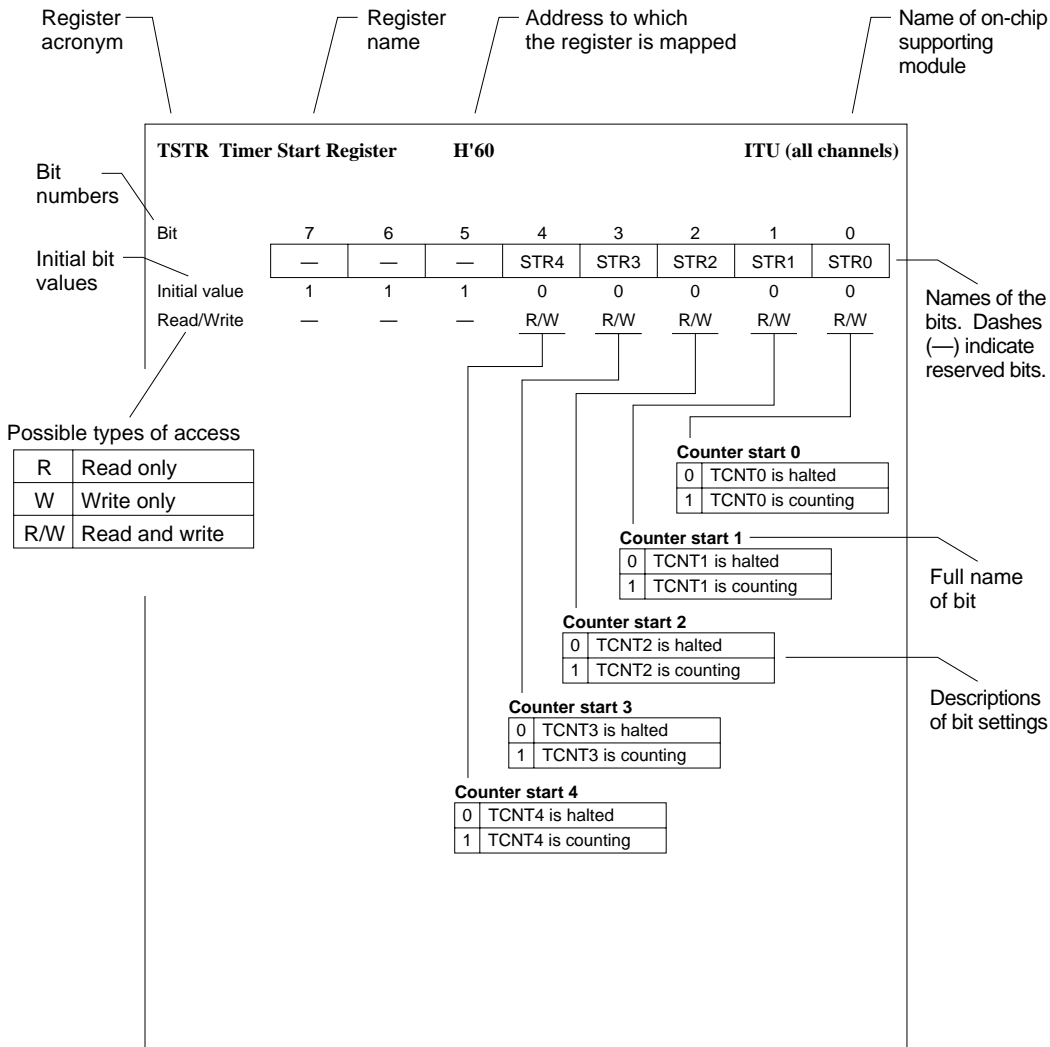 Register
acronym
Register
name
Address to which
the register is mapped
Name of on-chip
supporting
module
TSTR Timer Start Register H'60 ITU (all channels)
Bit
numbers
Bit 7 6 5 4 3 2 1 0
— — — STR4 STR3 STR2 STR1 STR0
Initial bit
values
Initial value 1 1 1 0 0 0 0 0
Read/Write — — — R/W R/W R/W R/W R/W
Names of the
bits. Dashes
(—) indicate
reserved bits.
Possible types of access
R Read only
W Write only
R/W Read and write
Counter start 0
0 TCNT0 is halted
1 TCNT0 is counting
Counter start 1
0 TCNT1 is halted
1 TCNT1 is counting
Full name
of bit
Counter start 2
0 TCNT2 is halted
1 TCNT2 is counting
Descriptions
of bit settings
Counter start 3
0 TCNT3 is halted
1 TCNT3 is counting
Counter start 4
0 TCNT4 is halted
1 TCNT4 is counting